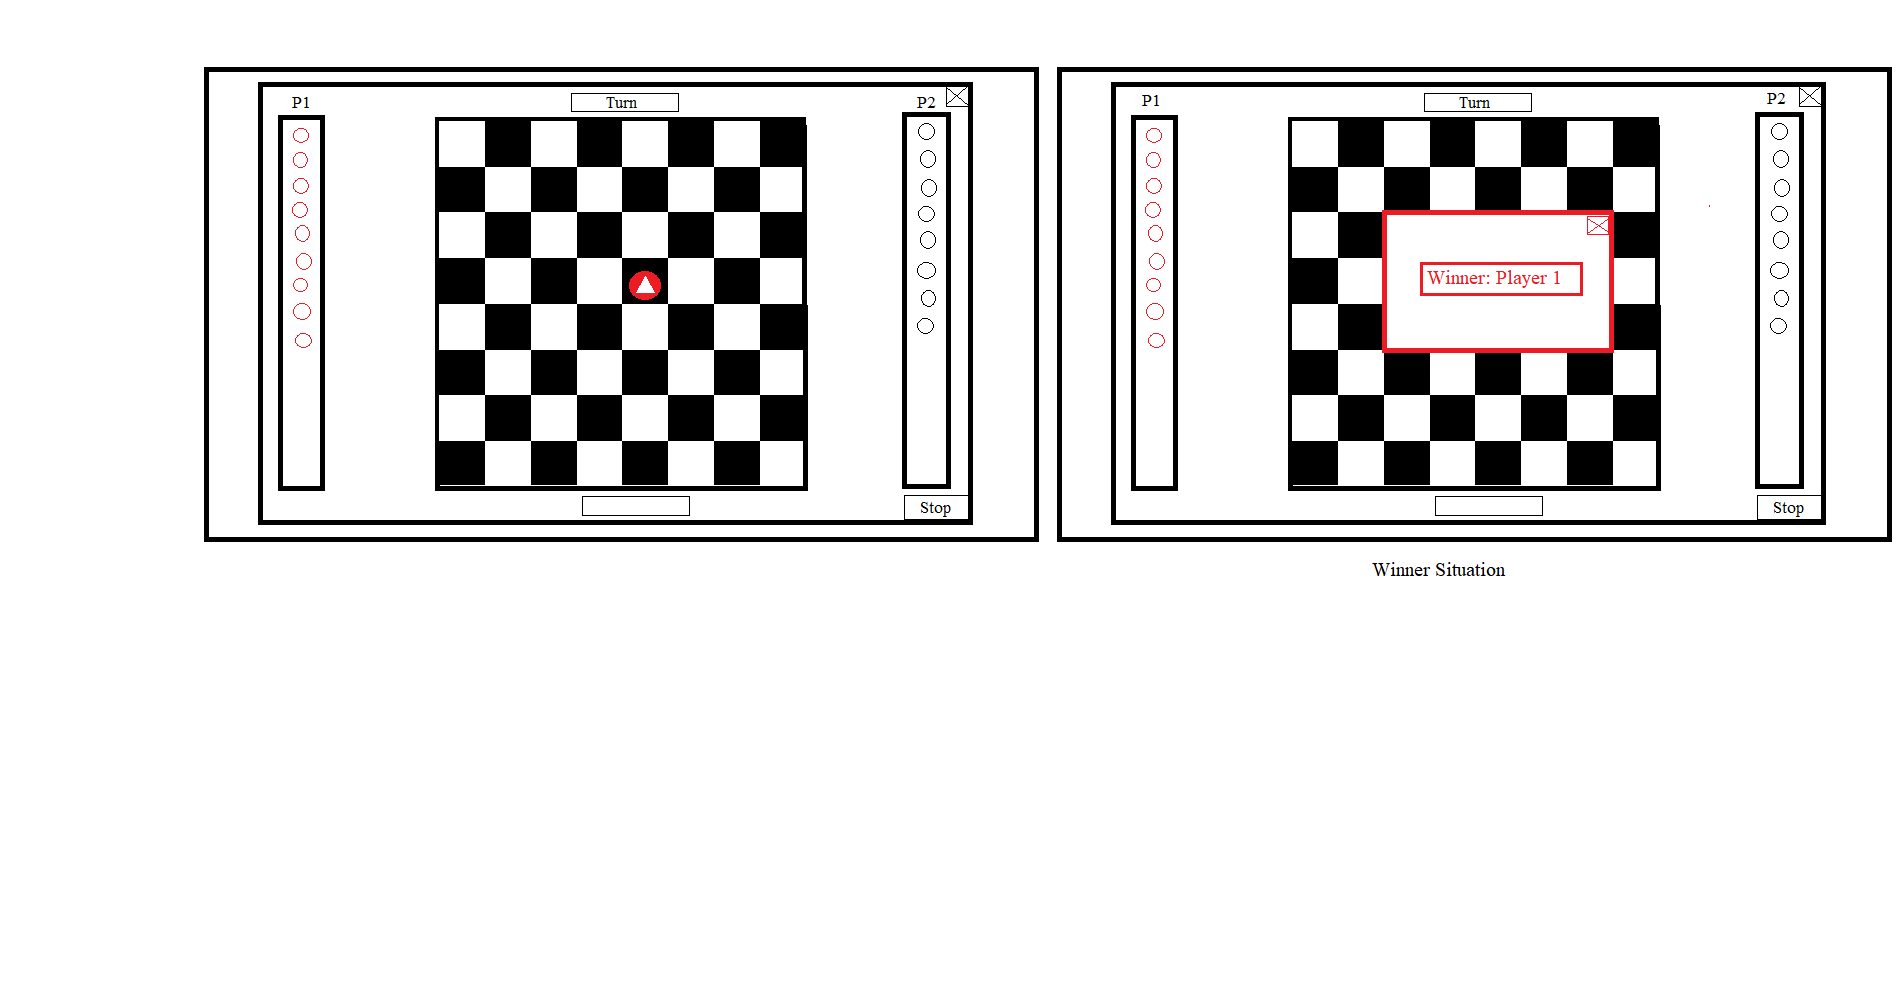 P1
Turn
P2
Stop
P1
Turn
P2
Winner: Player 1
Stop
Winner Situation